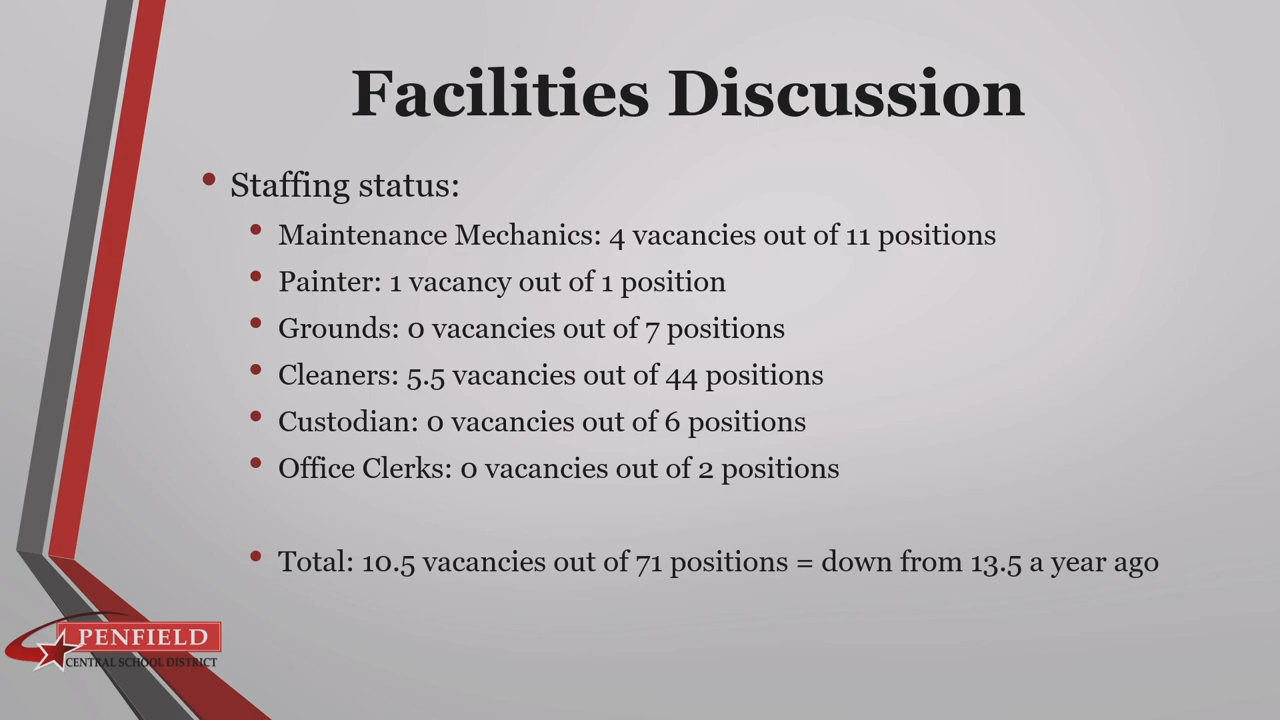 Facilities Discussion
• Staffing status:
• Maintenance Mechanics: 4 vacancies out of 11 positions
• Painter: 1 vacancy out of 1 position
• Grounds: 0 vacancies out of 7 positions
• Cleaners: 5.5 vacancies out of 44 positions
• Custodian: 0 vacancies out of 6 positions
• Office Clerks: 0 vacancies out of 2 positions
• Total: 10.5 vacancies out of 71 positions = down from 13.5 a year ago
PENFIELD
CENTRAL SCHOOL DISTRICT